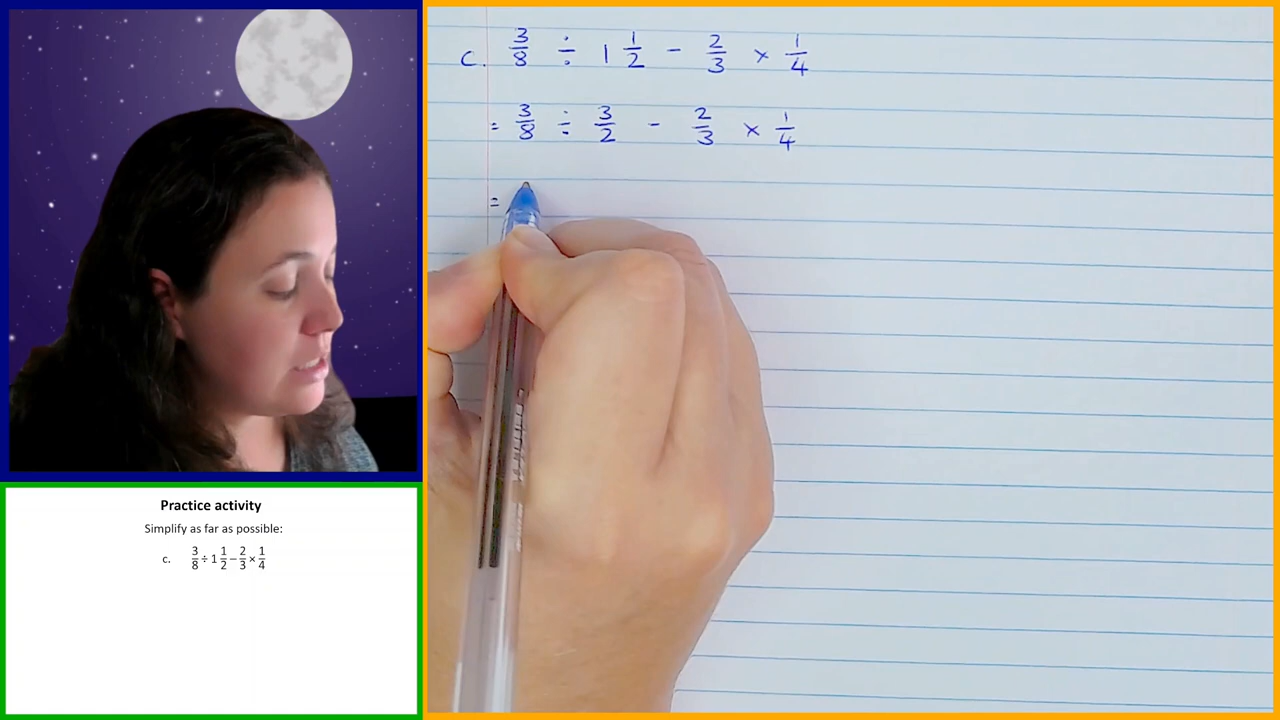 Practice activity
Simplify as far as possible:
c. 3/8 ÷ 1 1/2 − 2/3 × 1/4
c. 3/8 ÷ 1 1/2 − 2/3 × 1/4
= 3/8 ÷ 3/2 − 2/3 × 1/4
=